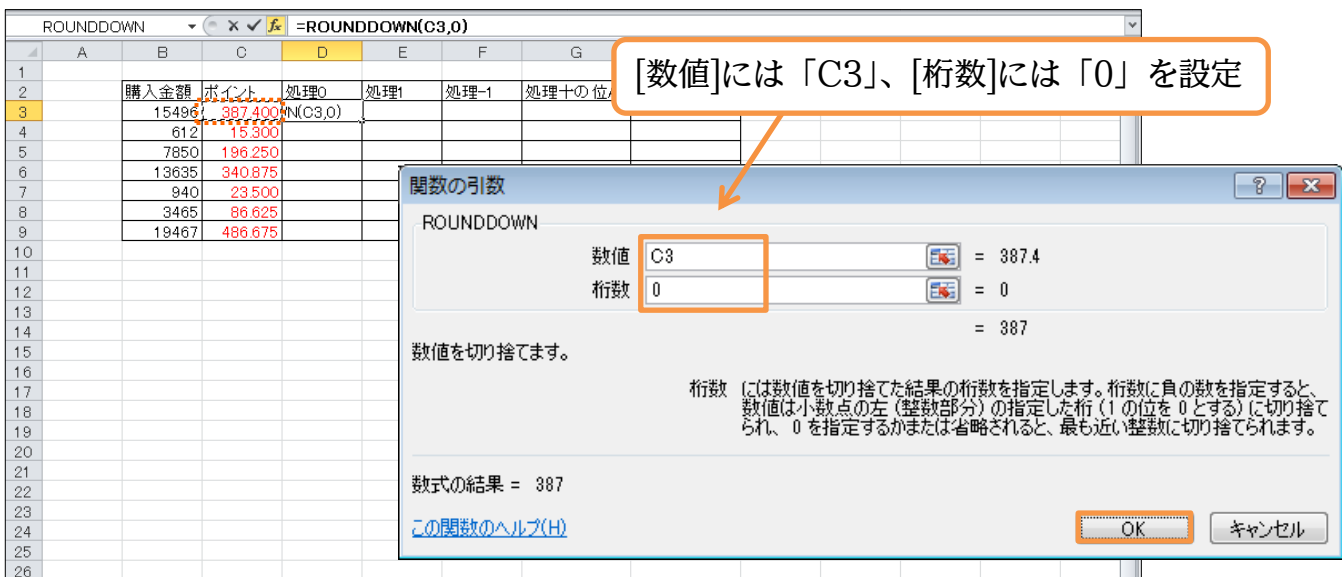 ROUNDDOWN =ROUNDDOWN(C3,0)
A B C D E F G
[数値]には「C3」、[桁数]には「0」を設定
1
2 購入金額 ポイント 処理0 処理1 処理-1 処理十の位
3 15496 387.400 N(C3,0)
4 612 15.300
5 7850 196.250
6 13635 340.875
7 940 23.500
8 3465 86.625
9 19467 486.675
10
11
12
13
14
15
16
17
18
19
20
21
22
23
24
25
26
関数の引数
ROUNDDOWN
数値 C3 = 387.4
桁数 0 = 0
= 387
数値を切り捨てます。
桁数 には数値を切り捨てた結果の桁数を指定します。桁数に負の数を指定すると、
数値は小数点の左 (整数部分) の指定した桁 (1 の位を 0 とする) に切り捨て
られ、0 を指定するかまたは省略されると、最も近い整数に切り捨てられます。
数式の結果 = 387
この関数のヘルプ(H)
OK キャンセル